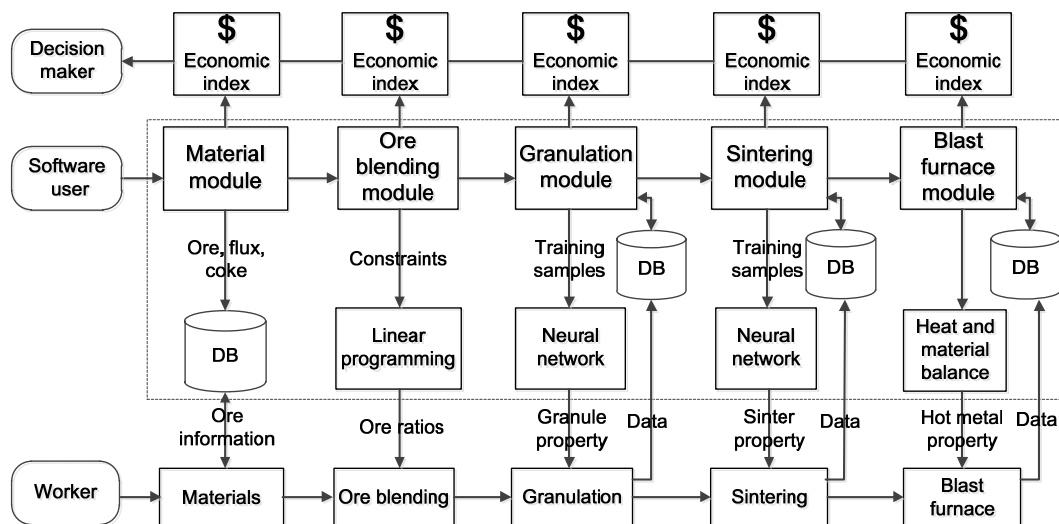 Decision
maker
$
Economic
index
$
Economic
index
$
Economic
index
$
Economic
index
$
Economic
index
Software
user
Material
module
Ore
blending
module
Granulation
module
Sintering
module
Blast
furnace
module
Ore, flux,
coke
Constraints
Training
samples
DB
Training
samples
DB
DB
DB
Linear
programming
Neural
network
Neural
network
Heat and
material
balance
Ore
information
Ore ratios
Granule
property
Data
Sinter
property
Data
Hot metal
property
Data
Worker
Materials
Ore blending
Granulation
Sintering
Blast
furnace